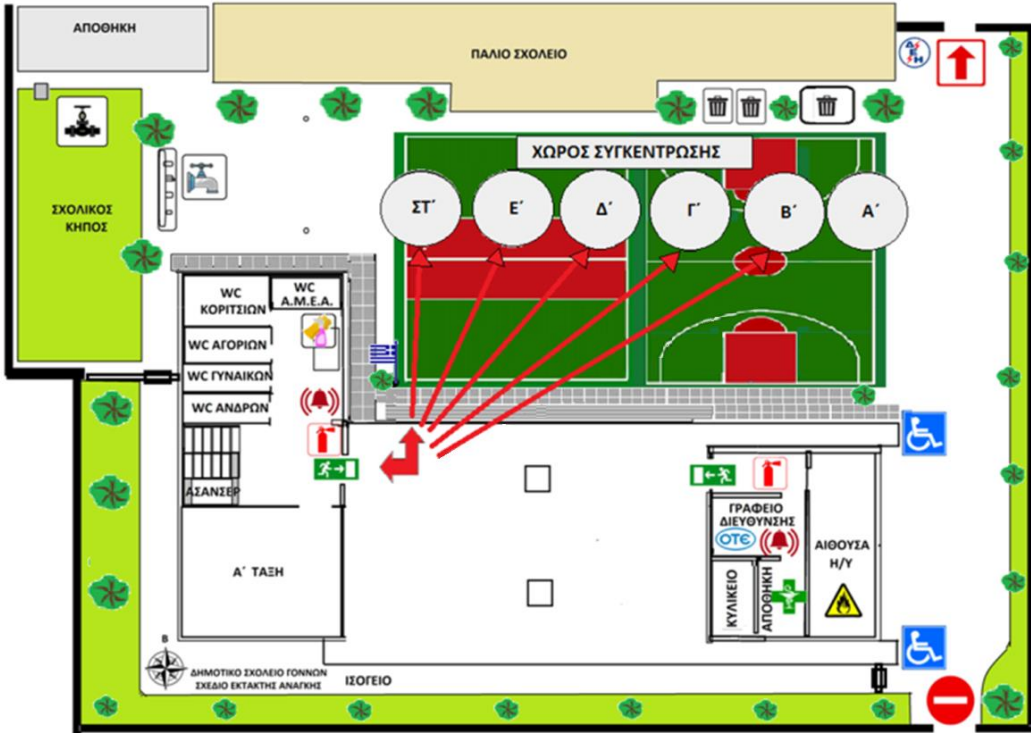 ΑΠΟΘΗΚΗ
ΠΑΛΙΟ ΣΧΟΛΕΙΟ
ΔΕΗ
ΧΩΡΟΣ ΣΥΓΚΕΝΤΡΩΣΗΣ
ΣΤ΄
Ε΄
Δ΄
Γ΄
Β΄
Α΄
ΣΧΟΛΙΚΟΣ
ΚΗΠΟΣ
WC
ΚΟΡΙΤΣΙΩΝ
WC
Α.Μ.Ε.Α.
WC ΑΓΟΡΙΩΝ
WC ΓΥΝΑΙΚΩΝ
WC ΑΝΔΡΩΝ
ΑΣΑΝΣΕΡ
Α΄ ΤΑΞΗ
ΓΡΑΦΕΙΟ
ΔΙΕΥΘΥΝΣΗΣ
ΟΤΕ
ΑΙΘΟΥΣΑ
Η/Υ
ΚΥΛΙΚΕΙΟ
ΑΠΟΘΗΚΗ
Β
ΔΗΜΟΤΙΚΟ ΣΧΟΛΕΙΟ ΓΟΝΝΩΝ
ΣΧΕΔΙΟ ΕΚΤΑΚΤΗΣ ΑΝΑΓΚΗΣ
ΙΣΟΓΕΙΟ